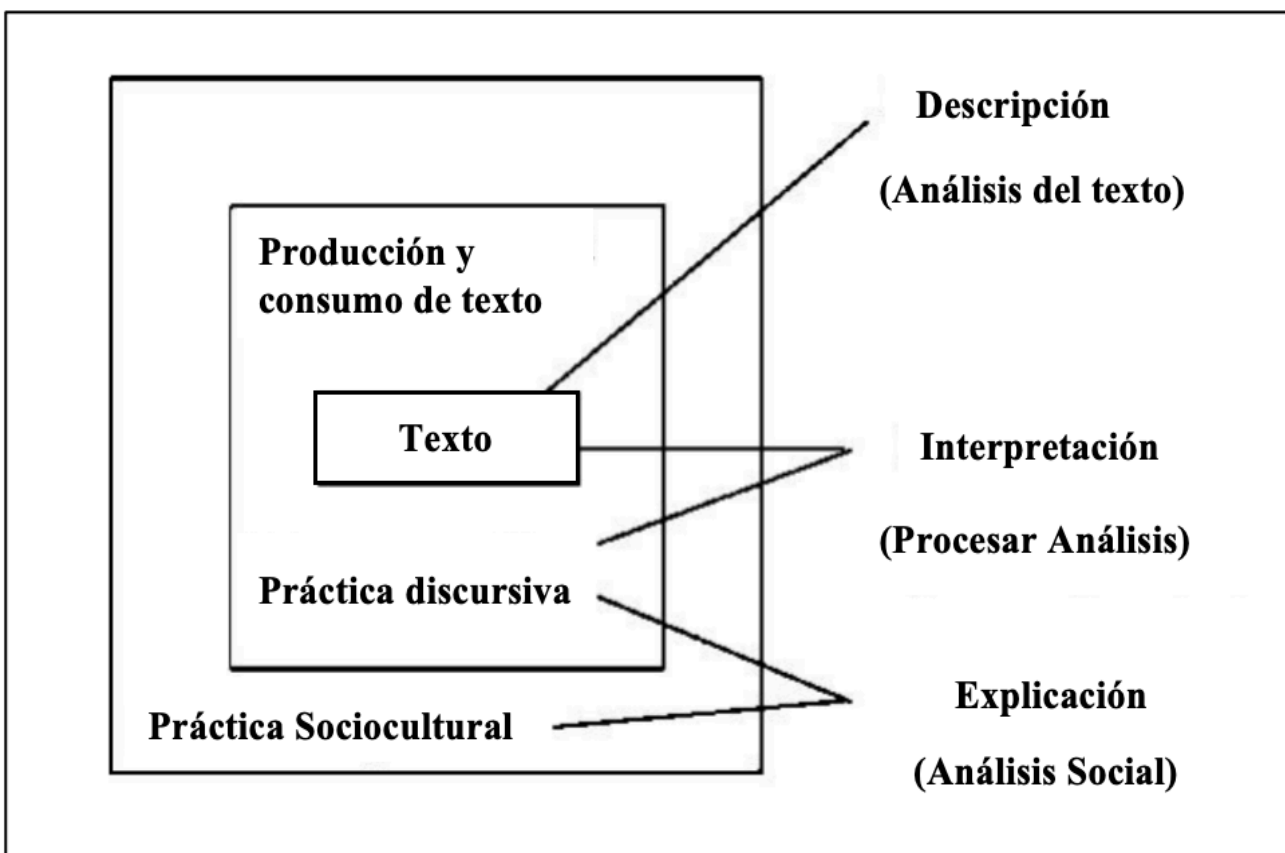 Descripción
(Análisis del texto)
Producción y
consumo de texto
Texto
Interpretación
(Procesar Análisis)
Práctica discursiva
Explicación
Práctica Sociocultural
(Análisis Social)